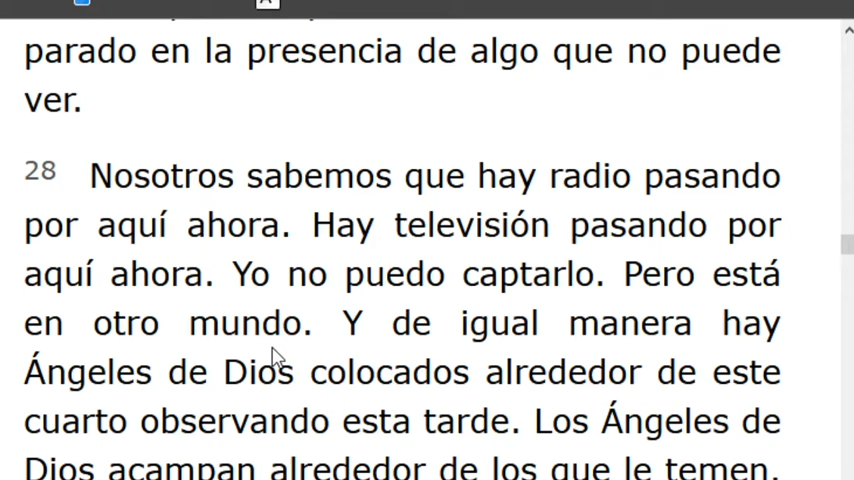 parado en la presencia de algo que no puede
ver.
28 Nosotros sabemos que hay radio pasando
por aquí ahora. Hay televisión pasando por
aquí ahora. Yo no puedo captarlo. Pero está
en otro mundo. Y de igual manera hay
Ángeles de Dios colocados alrededor de este
cuarto observando esta tarde. Los Ángeles de
Dios acampan alrededor de los que le temen.